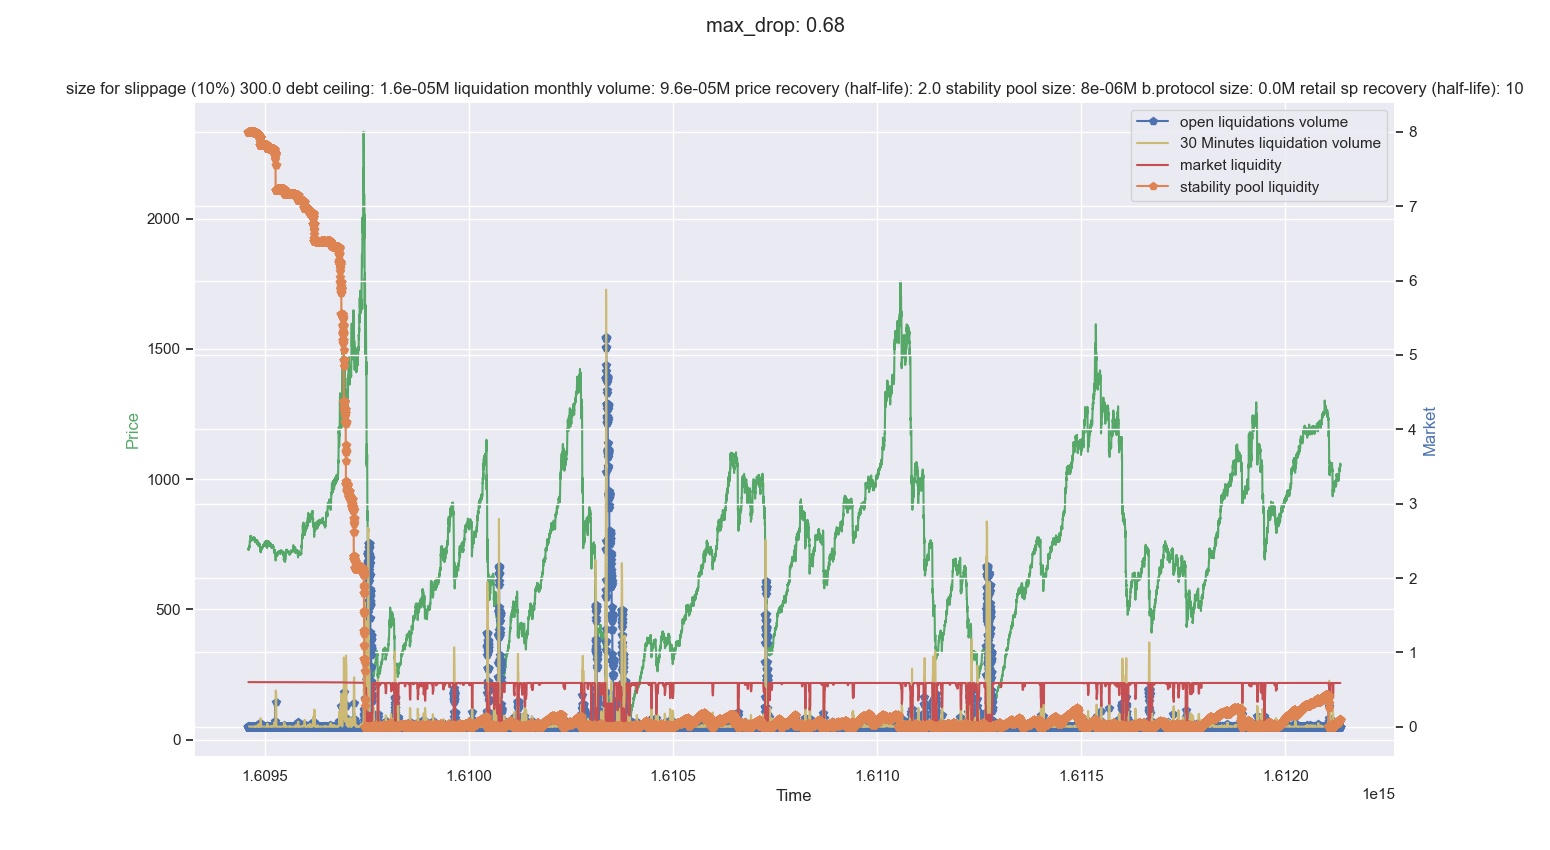 max_drop: 0.68
size for slippage (10%) 300.0 debt ceiling: 1.6e-05M liquidation monthly volume: 9.6e-05M price recovery (half-life): 2.0 stability pool size: 8e-06M b.protocol size: 0.0M retail sp recovery (half-life): 10
open liquidations volume
30 Minutes liquidation volume
market liquidity
stability pool liquidity
Price
2000
1500
1000
500
0
8
7
6
5
4
3
2
1
0
Market
1.6095 1.6100 1.6105 1.6110 1.6115 1.6120
1e15
Time